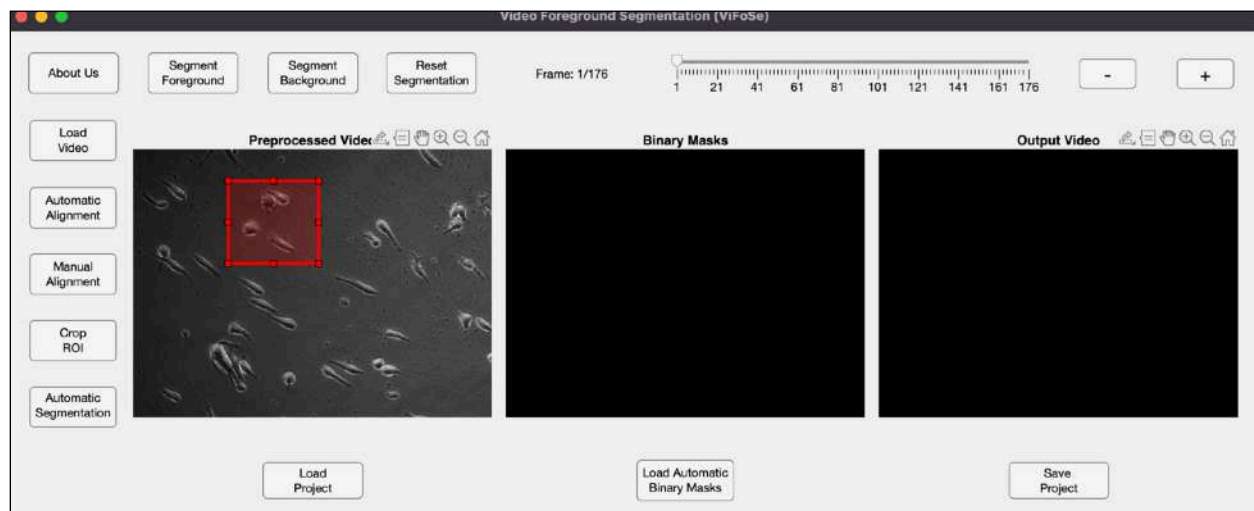 Video Foreground Segmentation (ViFoSe)
About Us
Segment
Foreground
Segment
Background
Reset
Segmentation
Frame: 1/176
1 21 41 61 81 101 121 141 161 176
-
+
Load
Video
Automatic
Alignment
Manual
Alignment
Crop
ROI
Automatic
Segmentation
Preprocessed Videc
Binary Masks
Output Video
Load
Project
Load Automatic
Binary Masks
Save
Project